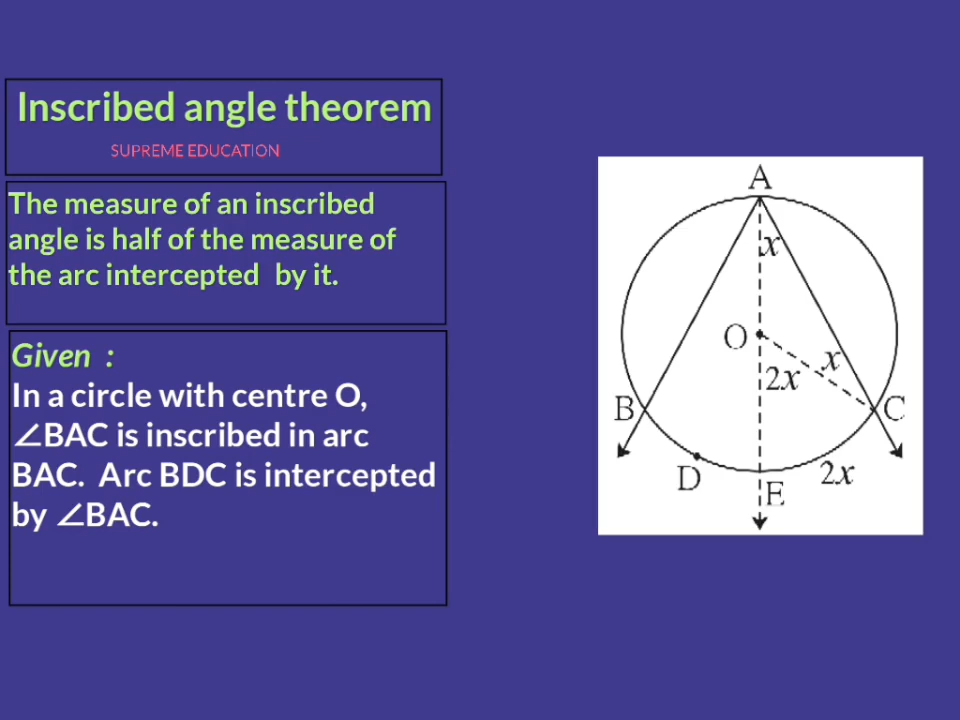 Inscribed angle theorem
SUPREME EDUCATION
The measure of an inscribed
angle is half of the measure of
the arc intercepted by it.
Given :
In a circle with centre O,
∠BAC is inscribed in arc
BAC. Arc BDC is intercepted
by ∠BAC.
A
x
O
x
2x
B
C
D
E
2x